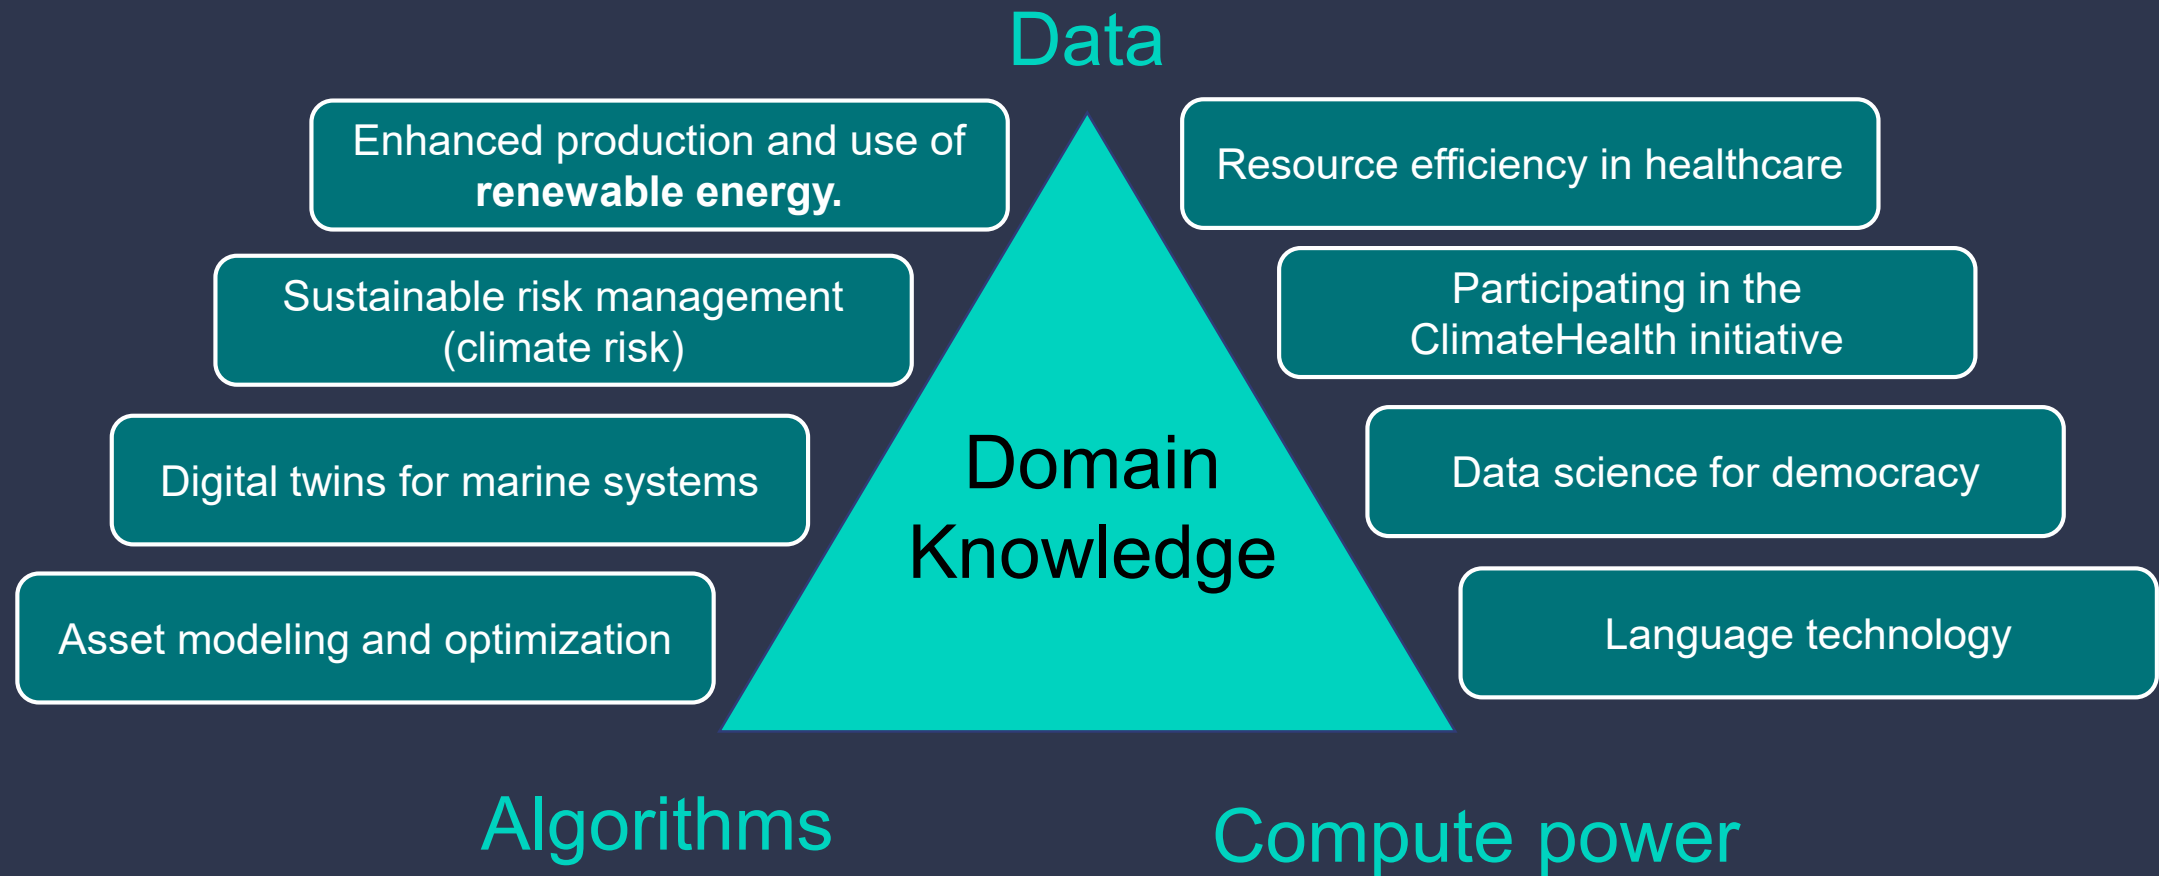 Data
Enhanced production and use of
renewable energy.
Sustainable risk management
(climate risk)
Digital twins for marine systems
Asset modeling and optimization
Domain
Knowledge
Resource efficiency in healthcare
Participating in the
ClimateHealth initiative
Data science for democracy
Language technology
Algorithms
Compute power